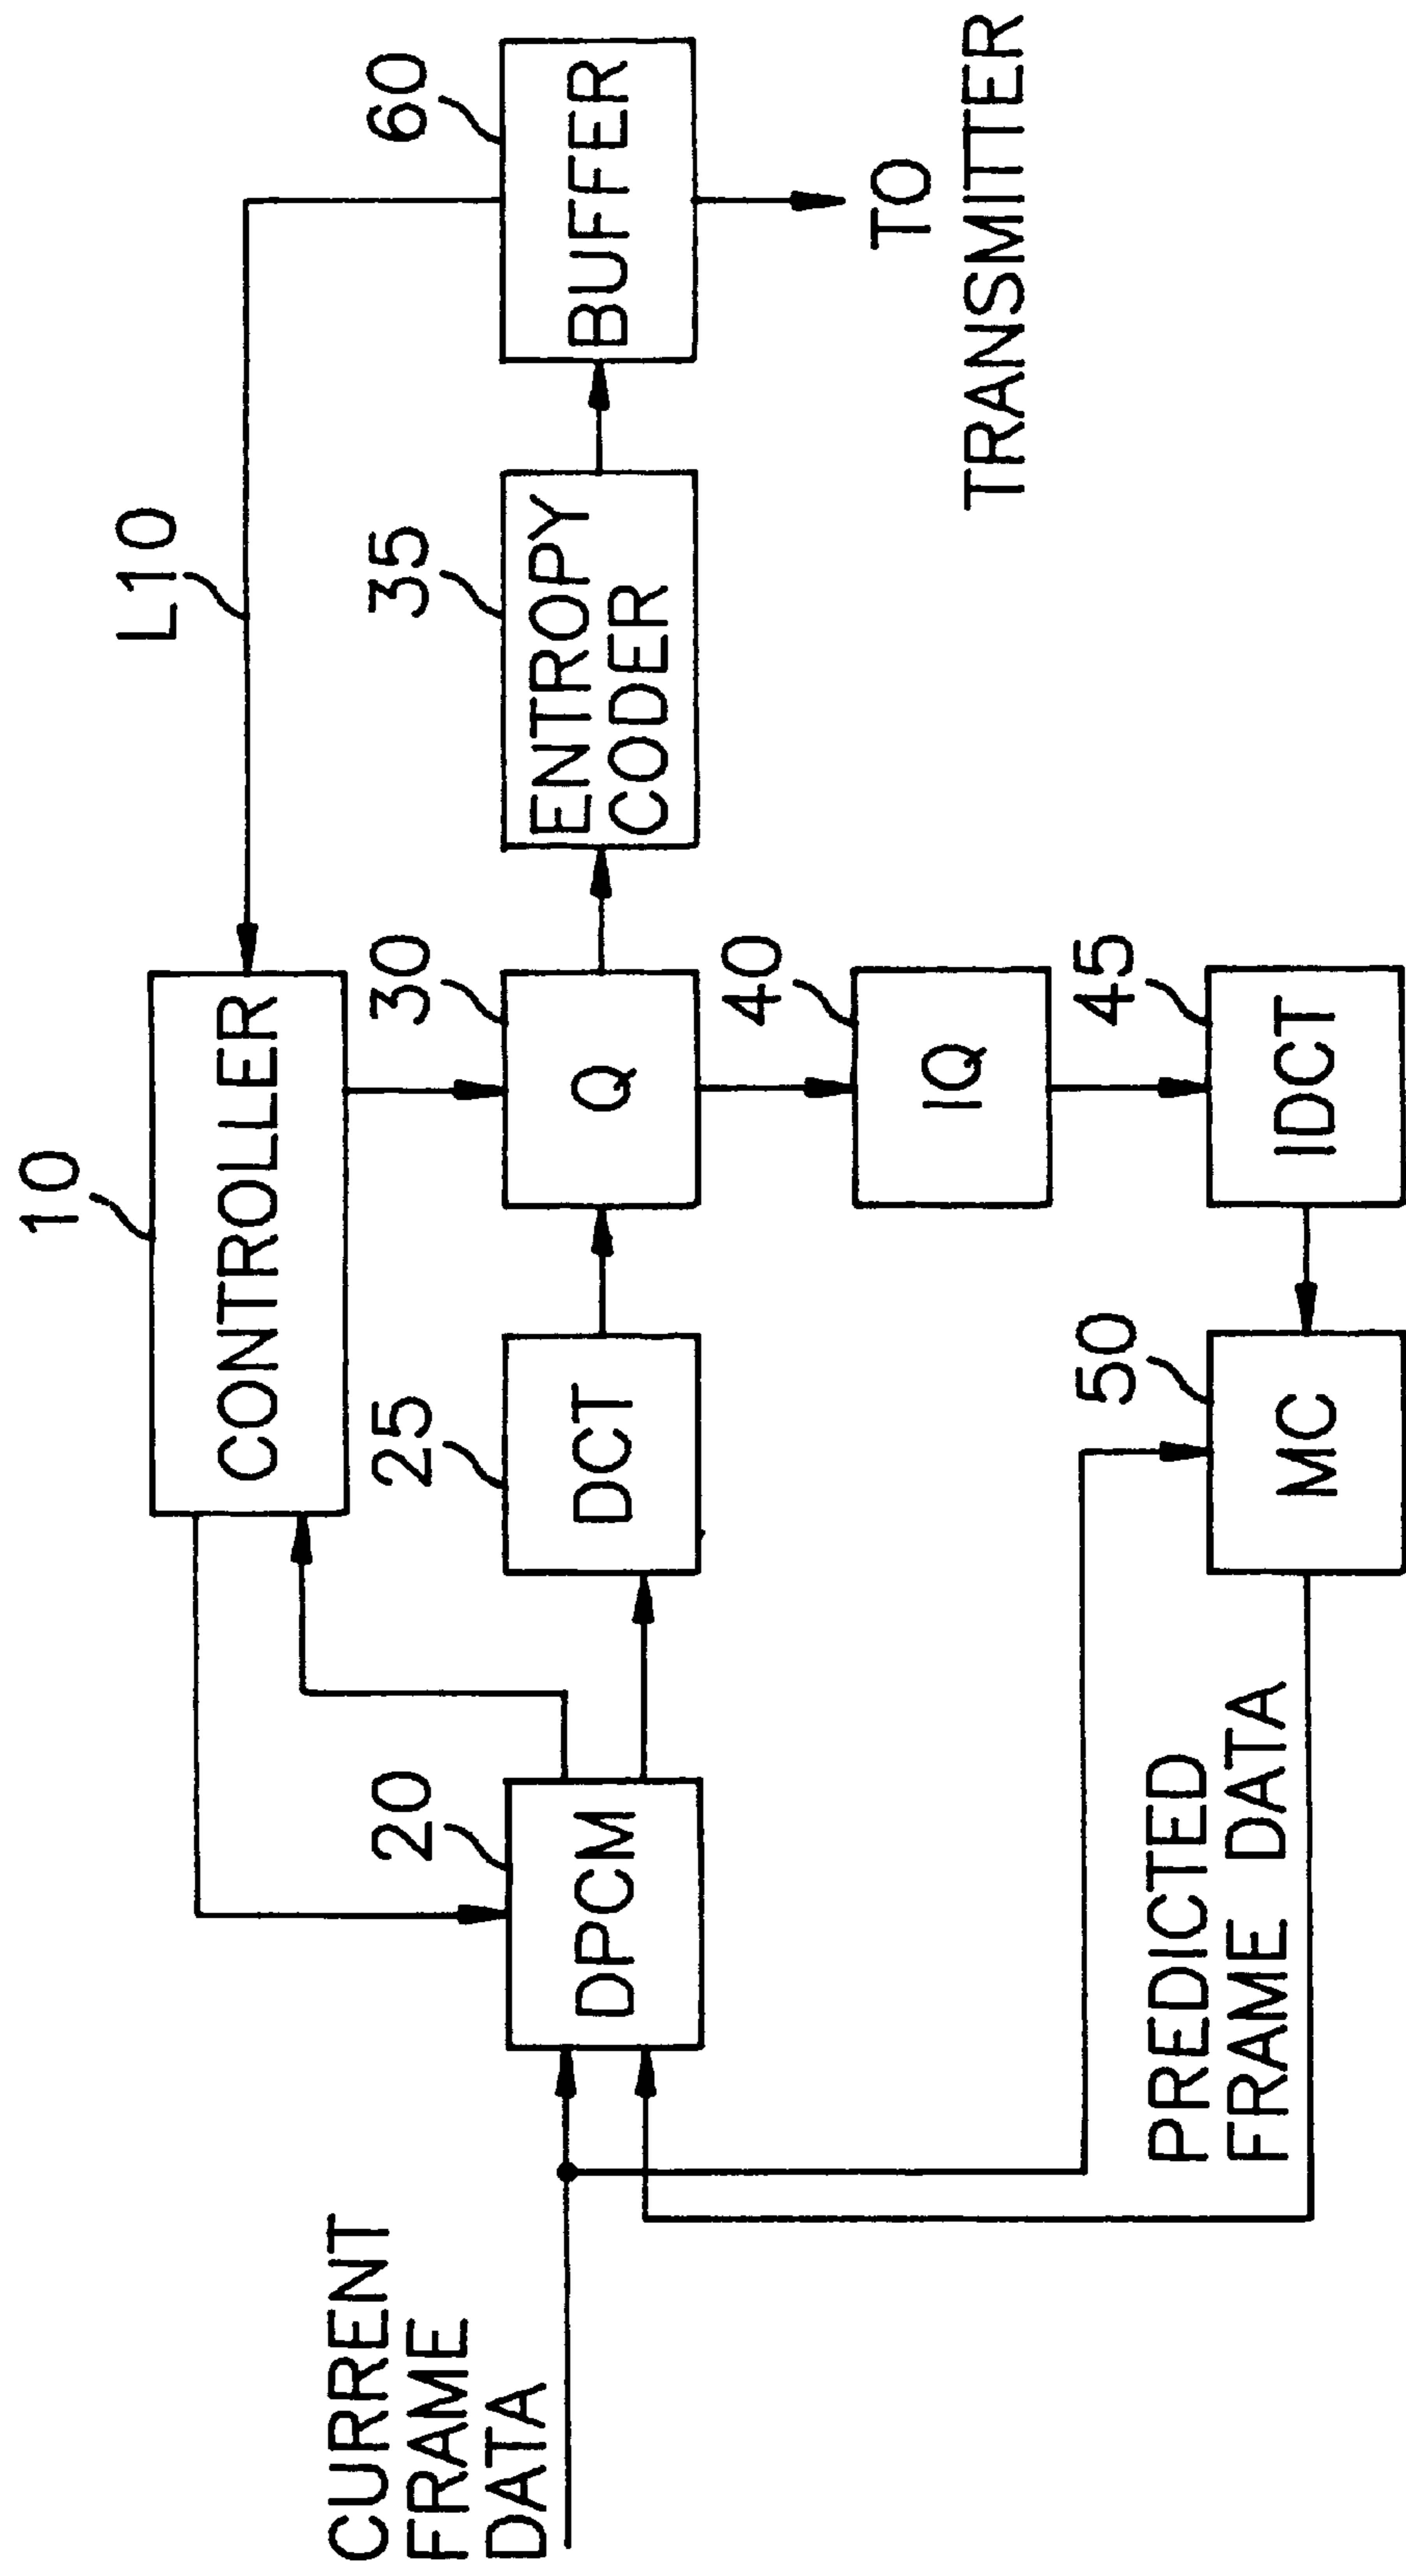 10
L10
CONTROLLER
20
25
30
35
60
CURRENT
FRAME
DATA
DPCM
DCT
Q
ENTROPY
CODER
BUFFER
40
IQ
TO
TRANSMITTER
50
45
PREDICTED
FRAME DATA
MC
IDCT